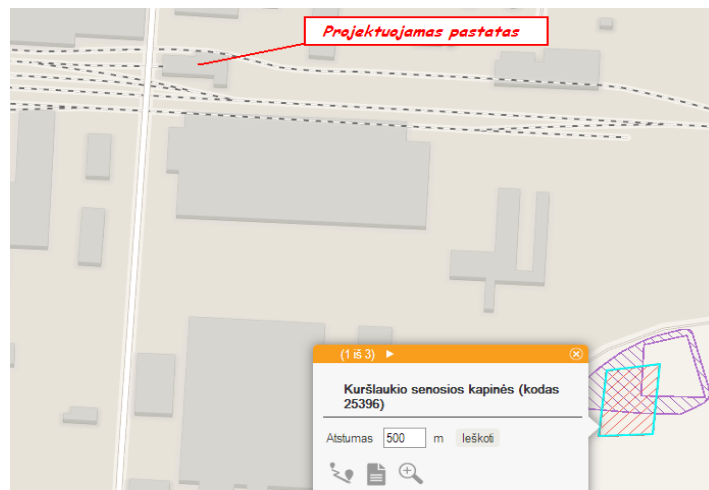 Projektuojamas pastatas
(1 iš 3)
Kuršlaukio senosios kapinės (kodas
25396)
Atstumas 500 m Ieškoti